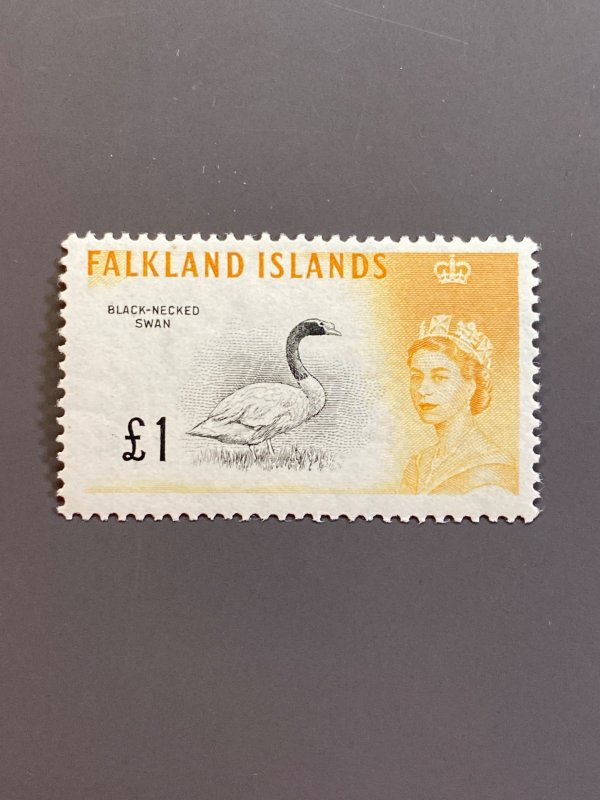 FALKLAND ISLANDS
BLACK-NECKED
SWAN
£1